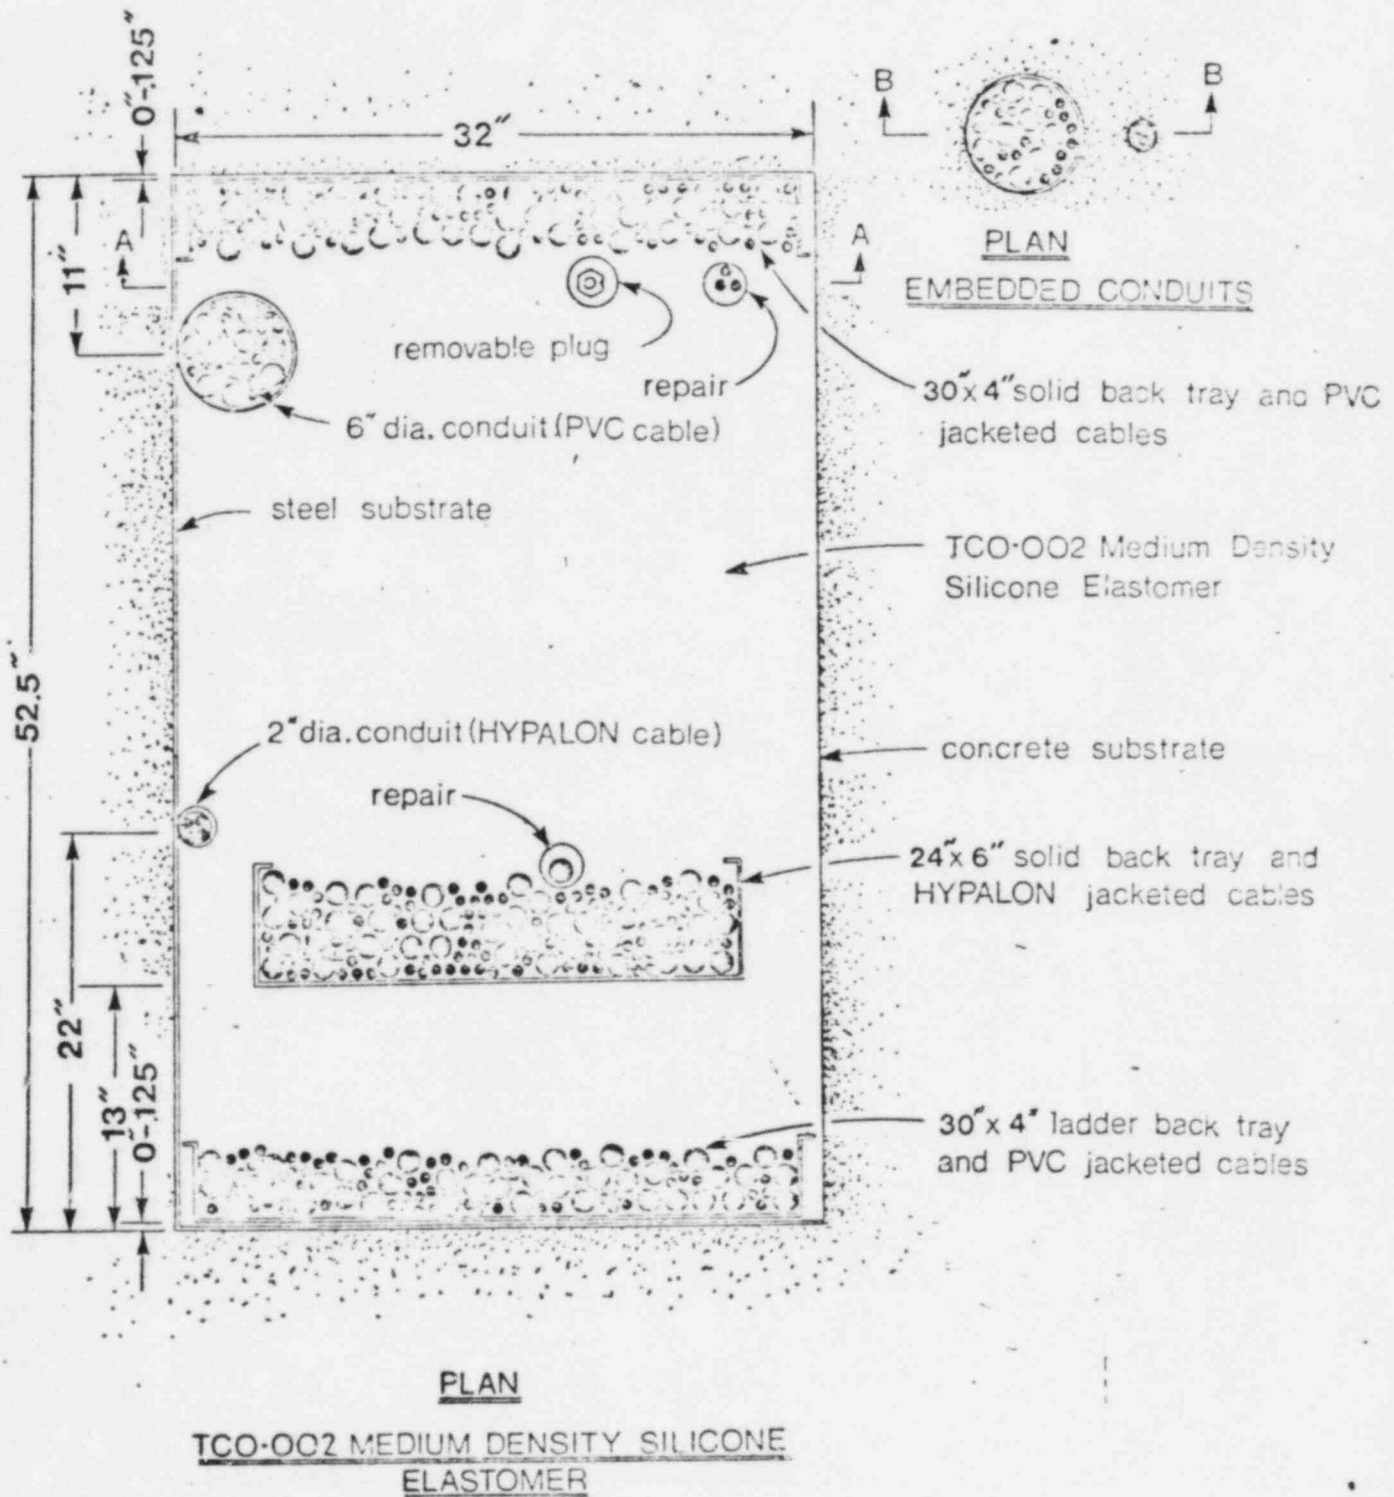 0"-.125"
32"
B
B
A
A
11"
PLAN
EMBEDDED CONDUITS
removable plug
repair
6" dia. conduit (PVC cable)
30"x 4" solid back tray and PVC
jacketed cables
steel substrate
TCO-002 Medium Density
Silicone Elastomer
52.5"
2" dia. conduit (HYPALON cable)
concrete substrate
repair
24"x 6" solid back tray and
HYPALON jacketed cables
22"
13"
0"-.125"
30"x 4" ladder back tray
and PVC jacketed cables
PLAN
TCO-002 MEDIUM DENSITY SILICONE
ELASTOMER